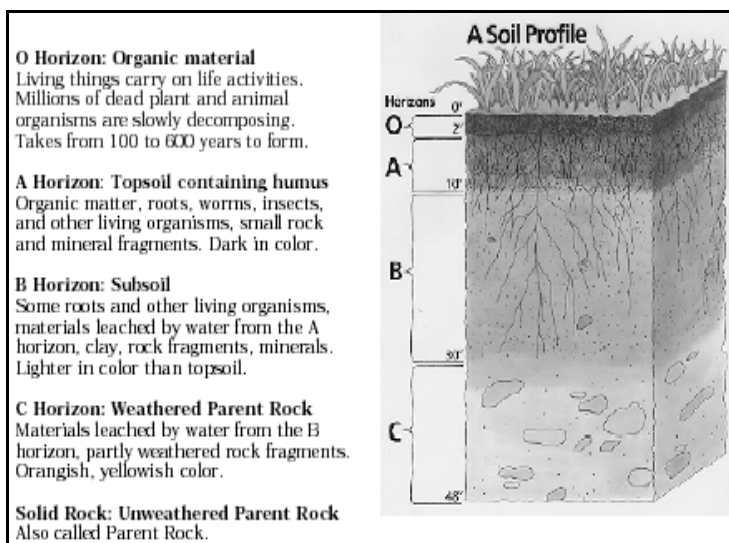 O Horizon: Organic material
Living things carry on life activities.
Millions of dead plant and animal
organisms are slowly decomposing.
Takes from 100 to 600 years to form.
A Horizon: Topsoil containing humus
Organic matter, roots, worms, insects,
and other living organisms, small rock
and mineral fragments. Dark in color.
B Horizon: Subsoil
Some roots and other living organisms,
materials leached by water from the A
horizon, clay, rock fragments, minerals.
Lighter in color than topsoil.
C Horizon: Weathered Parent Rock
Materials leached by water from the B
horizon, partly weathered rock fragments.
Orangish, yellowish color.
Solid Rock: Unweathered Parent Rock
Also called Parent Rock.
A Soil Profile
Horizons
0"
O
2"
A
10"
B
30"
C
48"